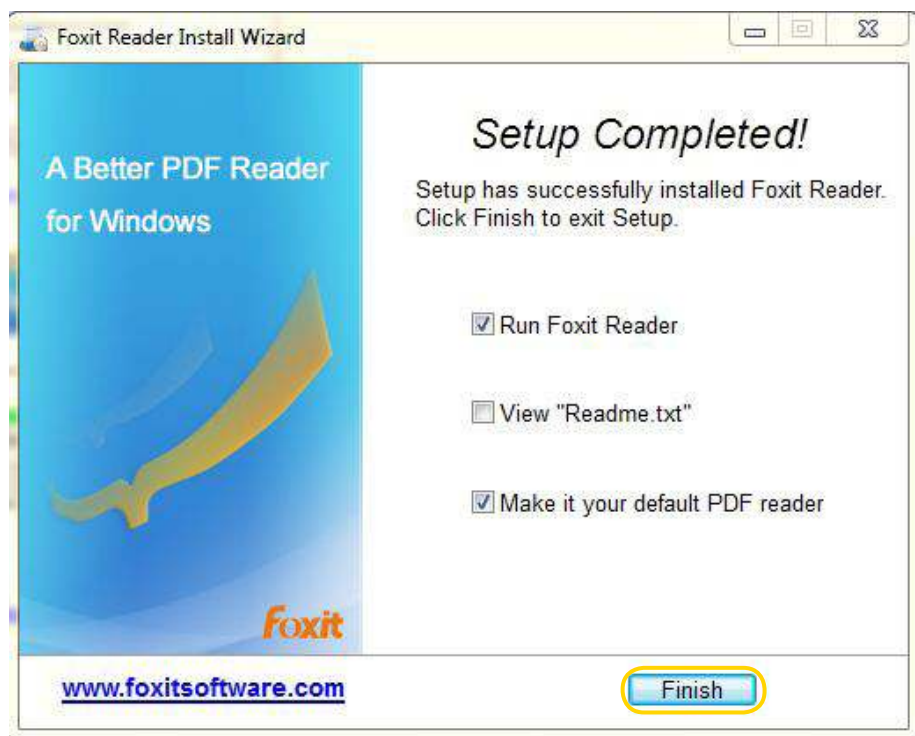 Foxit Reader Install Wizard
A Better PDF Reader
for Windows
Setup Completed!
Setup has successfully installed Foxit Reader.
Click Finish to exit Setup.
Run Foxit Reader
View "Readme.txt"
Make it your default PDF reader
Foxit
www.foxitsoftware.com
Finish